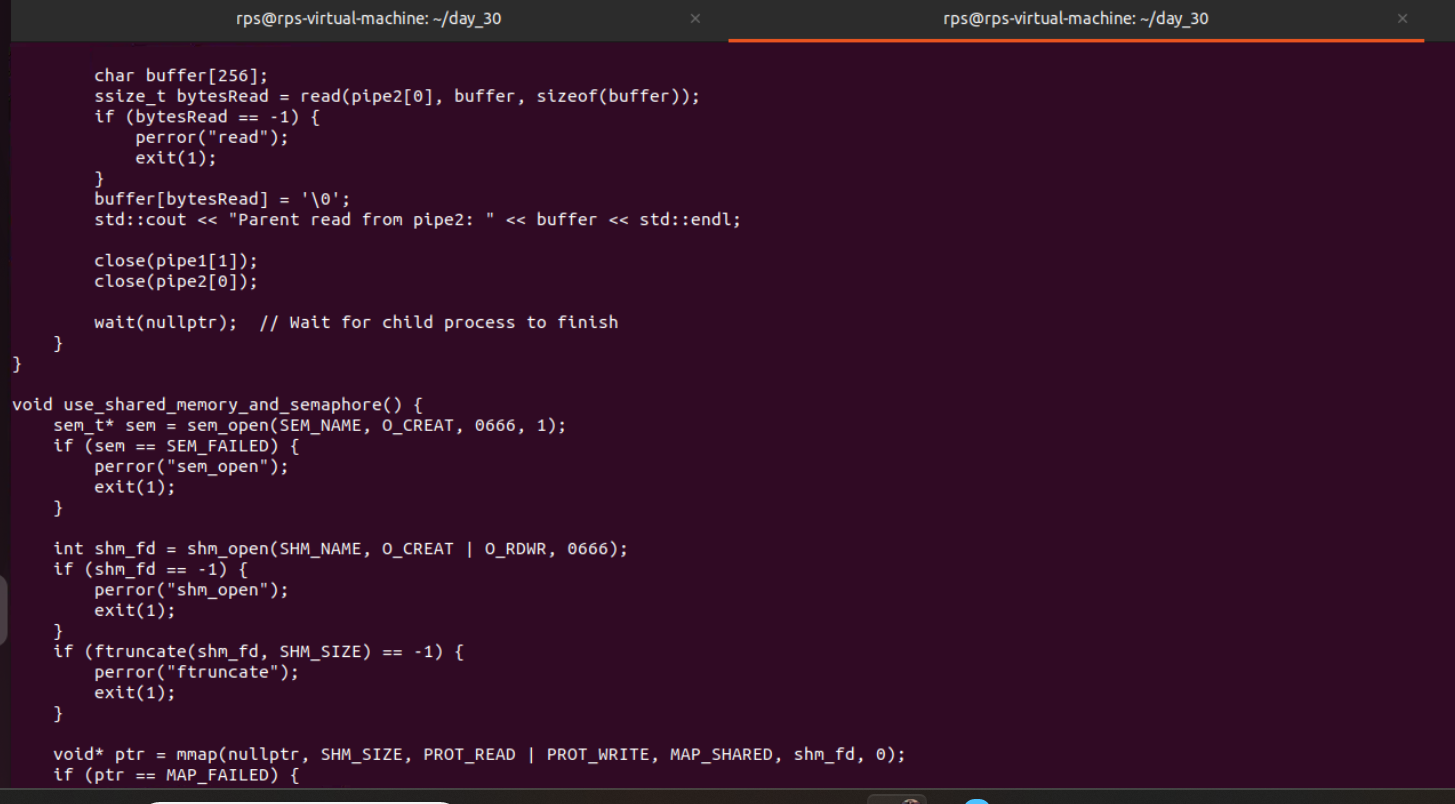 rps@rps-virtual-machine: ~/day_30 × rps@rps-virtual-machine: ~/day_30 ×
        char buffer[256];
        ssize_t bytesRead = read(pipe2[0], buffer, sizeof(buffer));
        if (bytesRead == -1) {
            perror("read");
            exit(1);
        }
        buffer[bytesRead] = '\0';
        std::cout << "Parent read from pipe2: " << buffer << std::endl;

        close(pipe1[1]);
        close(pipe2[0]);

        wait(nullptr);  // Wait for child process to finish
    }
}

void use_shared_memory_and_semaphore() {
    sem_t* sem = sem_open(SEM_NAME, O_CREAT, 0666, 1);
    if (sem == SEM_FAILED) {
        perror("sem_open");
        exit(1);
    }

    int shm_fd = shm_open(SHM_NAME, O_CREAT | O_RDWR, 0666);
    if (shm_fd == -1) {
        perror("shm_open");
        exit(1);
    }
    if (ftruncate(shm_fd, SHM_SIZE) == -1) {
        perror("ftruncate");
        exit(1);
    }

    void* ptr = mmap(nullptr, SHM_SIZE, PROT_READ | PROT_WRITE, MAP_SHARED, shm_fd, 0);
    if (ptr == MAP_FAILED) {